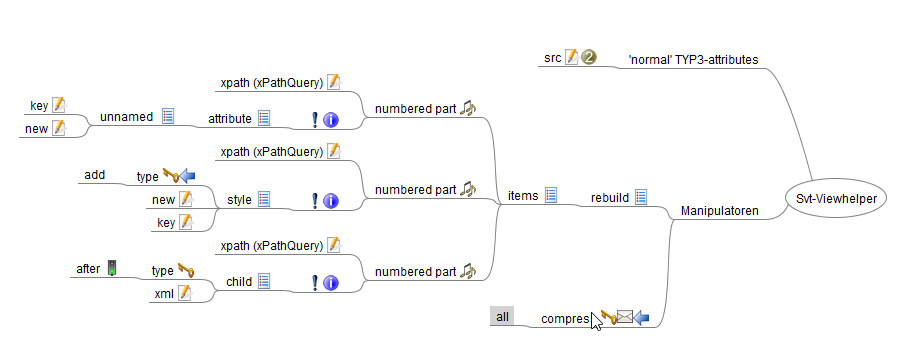 src
'normal' TYP3-attributes
xpath (xPathQuery)
key
new
unnamed
attribute
numbered part
xpath (xPathQuery)
add
type
new
key
style
numbered part
items
rebuild
Manipulatoren
Svt-Viewhelper
xpath (xPathQuery)
after
type
xml
child
numbered part
all
compres